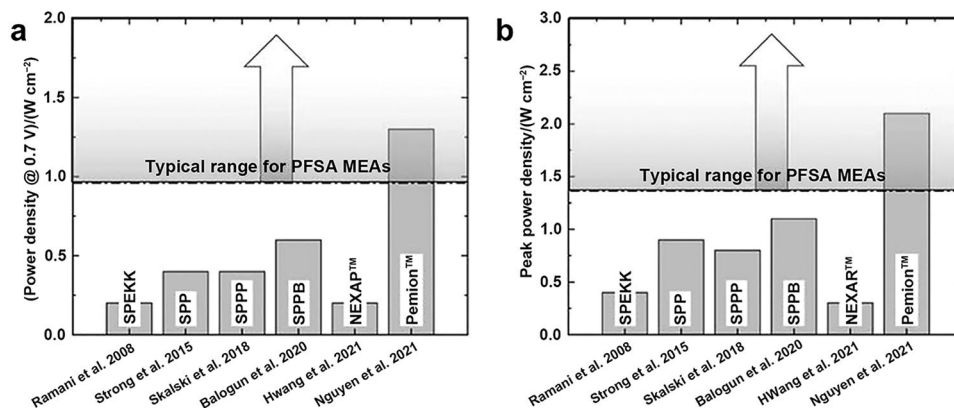 a
(Power density @ 0.7 V)/(W cm⁻²)
2.0
1.5
1.0
0.5
0.0
Typical range for PFSA MEAs
SPEKK
SPP
SPPP
SPPB
NEXAP™
Pemion™
Ramani et al. 2008
Strong et al. 2015
Skalski et al. 2018
Balogun et al. 2020
Hwang et al. 2021
Nguyen et al. 2021
b
Peak power density/(W cm⁻²)
3.0
2.5
2.0
1.5
1.0
0.5
0.0
Typical range for PFSA MEAs
SPEKK
SPP
SPPP
SPPB
NEXAR™
Pemion™
Ramani et al. 2008
Strong et al. 2015
Skalski et al. 2018
Balogun et al. 2020
HWang et al. 2021
Nguyen et al. 2021